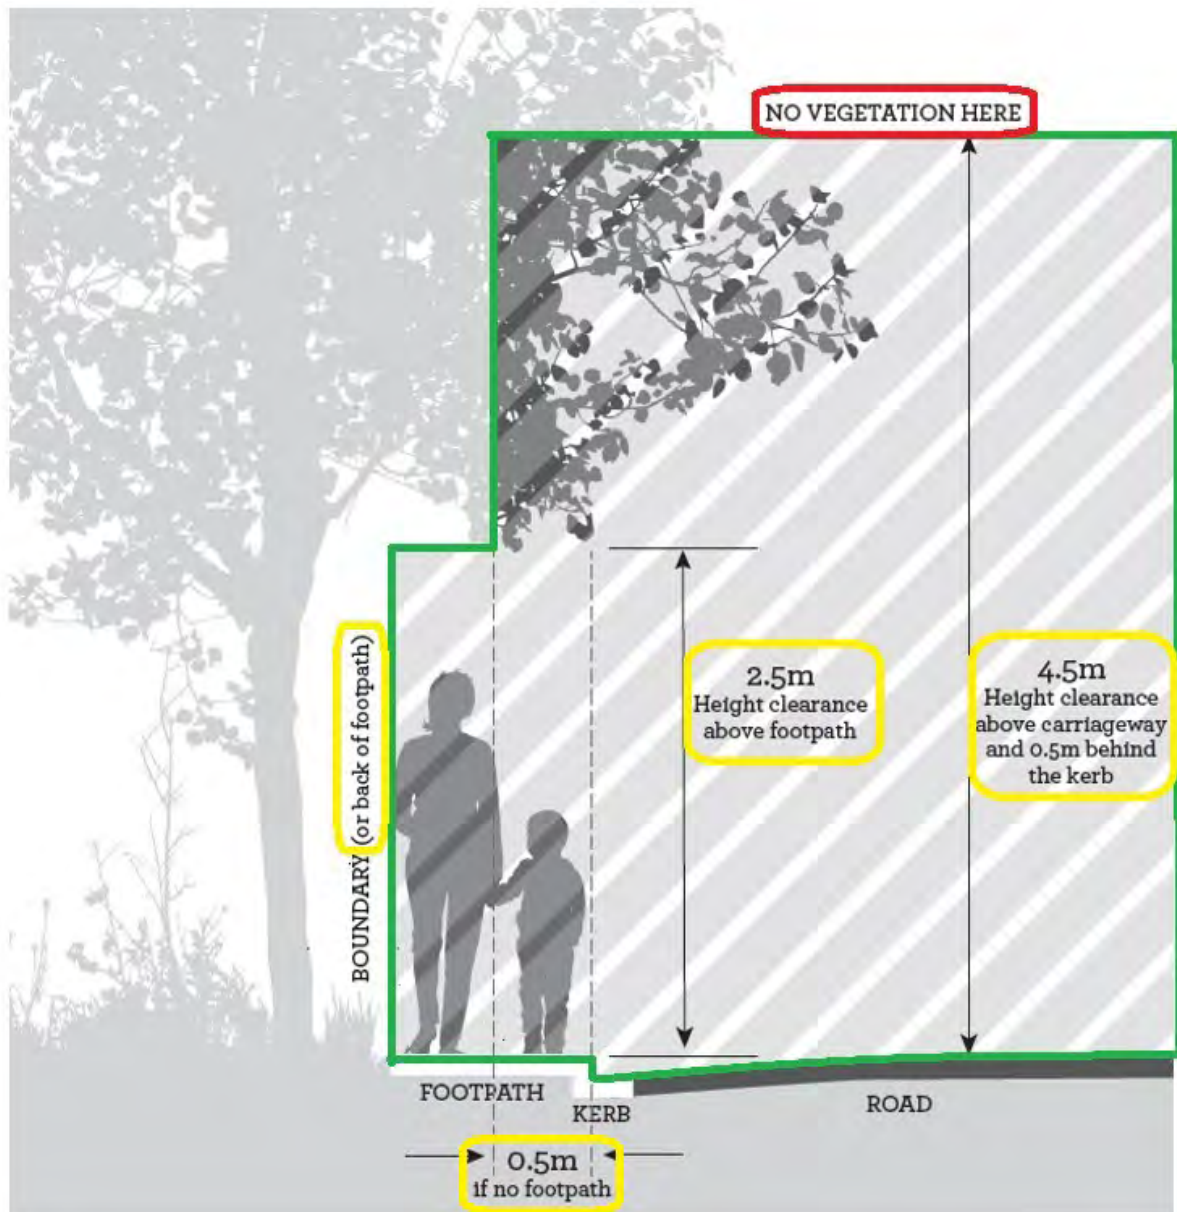 NO VEGETATION HERE
BOUNDARY (or back of footpath)
2.5m
Height clearance
above footpath
4.5m
Height clearance
above carriageway
and 0.5m behind
the kerb
FOOTPATH
KERB
ROAD
0.5m
if no footpath